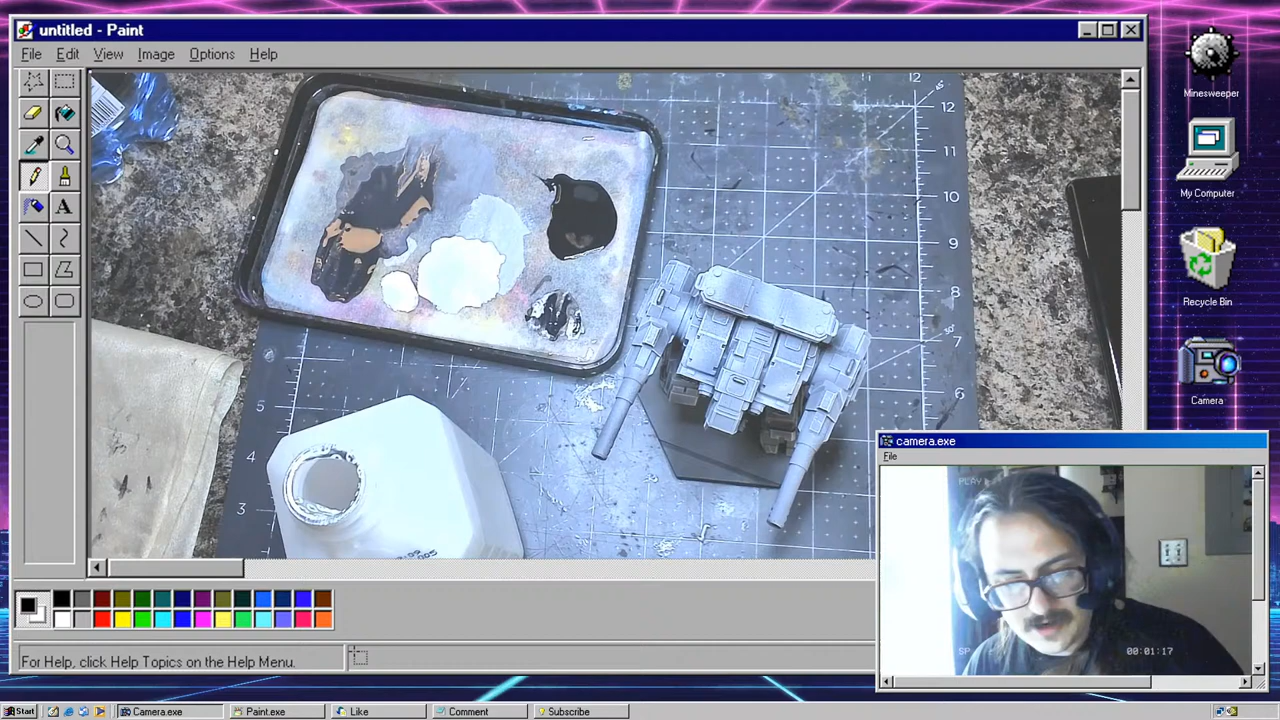 untitled - Paint
File Edit View Image Options Help
12
12
11
10
9
8
7
6
5
4
3
Minesweeper
My Computer
Recycle Bin
Camera
camera.exe
File
PLAY
SP
00:01:17
For Help, click Help Topics on the Help Menu.
Start
Camera.exe
Paint.exe
Like
Comment
Subscribe